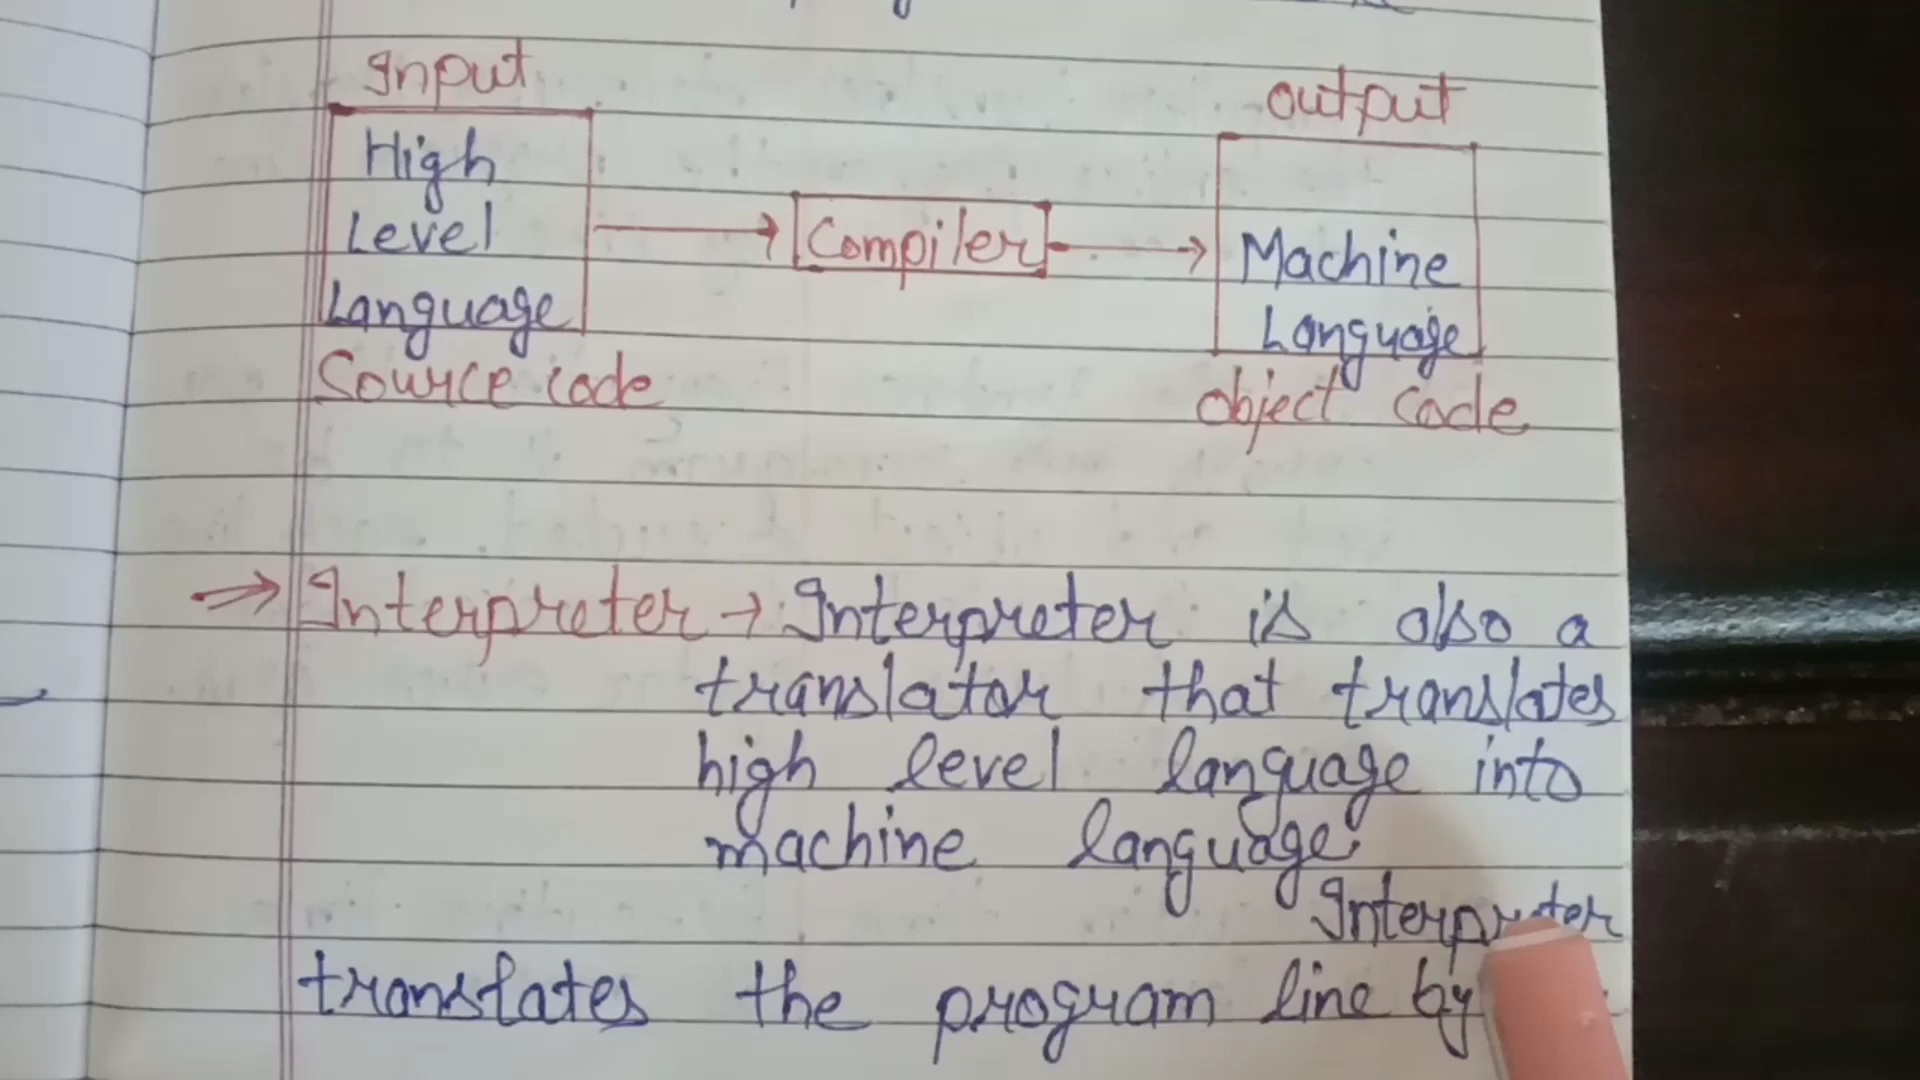 Input
output
High
Level
Language
Compiler
Machine
Language
Source code
object code
Interpreter → Interpreter is also a
translator that translates
high level language into
machine language.
Interpreter
translates the program line by